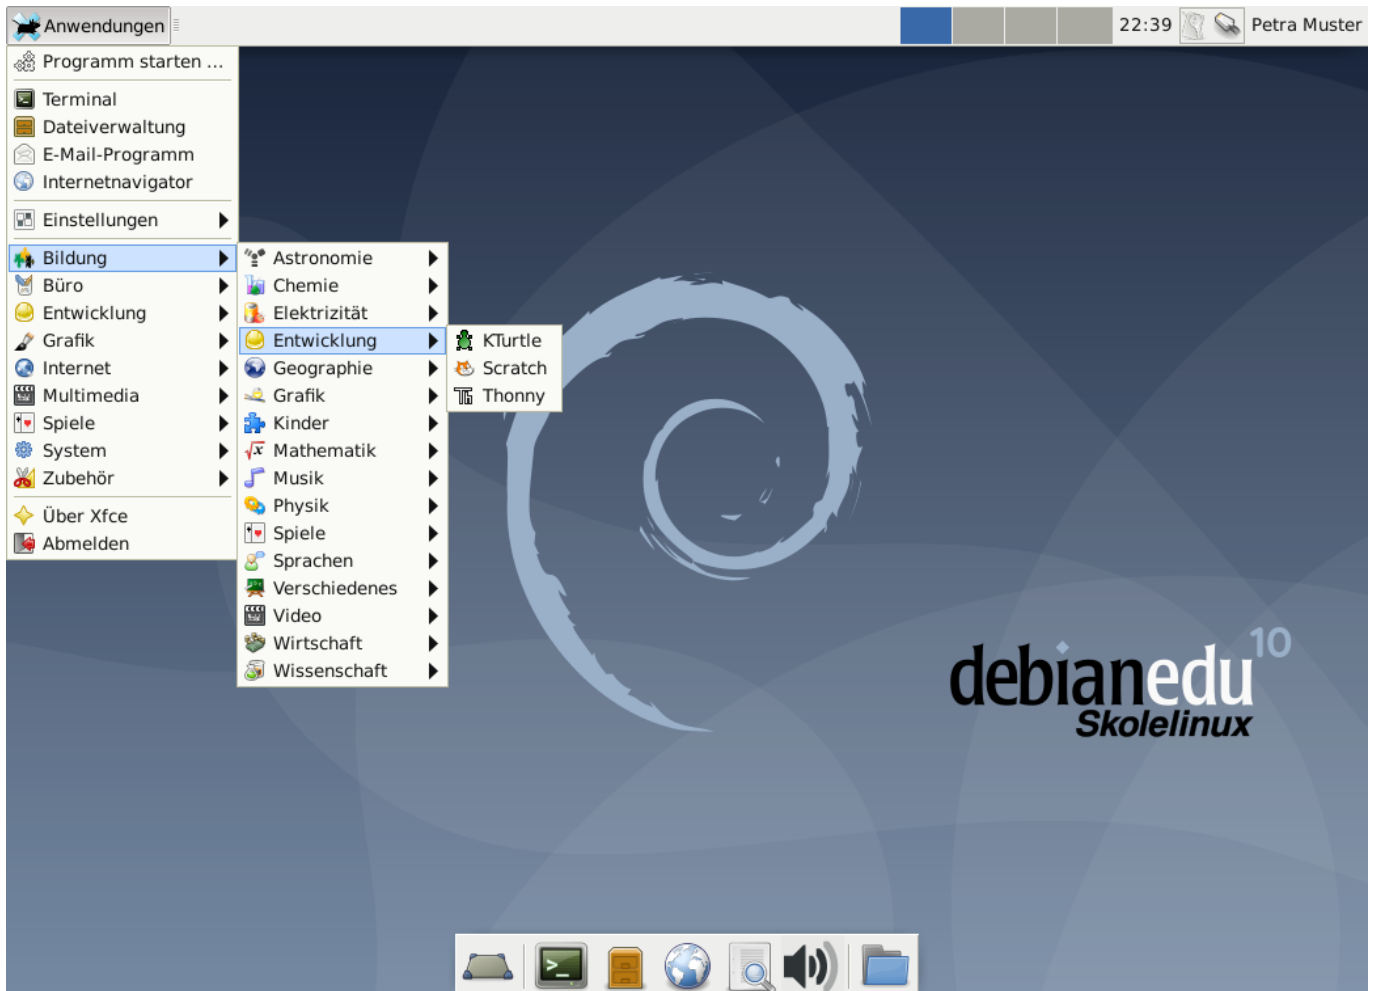 Anwendungen
22:39
Petra Muster
Programm starten ...
Terminal
Dateiverwaltung
E-Mail-Programm
Internetnavigator
Einstellungen
Bildung
Büro
Entwicklung
Grafik
Internet
Multimedia
Spiele
System
Zubehör
Über Xfce
Abmelden
Astronomie
Chemie
Elektrizität
Entwicklung
Geographie
Grafik
Kinder
Mathematik
Musik
Physik
Spiele
Sprachen
Verschiedenes
Video
Wirtschaft
Wissenschaft
KTurtle
Scratch
Thonny
debianedu 10
Skolelinux